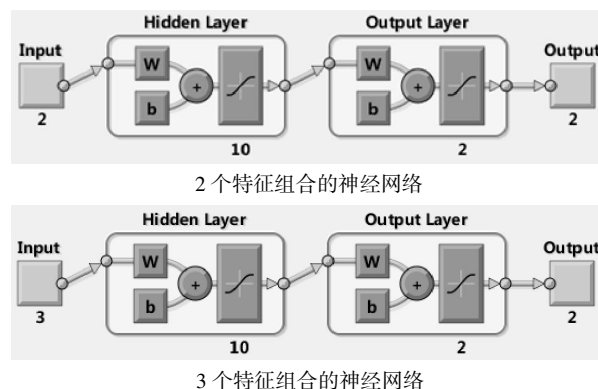 Hidden Layer Output Layer
Input Output
W W
+ +
b b
2 10 2 2
2 个特征组合的神经网络
Hidden Layer Output Layer
Input Output
W W
+ +
b b
3 10 2 2
3 个特征组合的神经网络